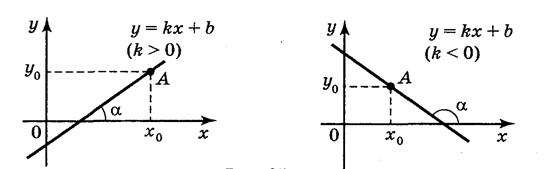 y
y = kx + b
(k > 0)
y₀
A
α
0
x₀
x
y
y = kx + b
(k < 0)
A
y₀
α
0
x₀
x